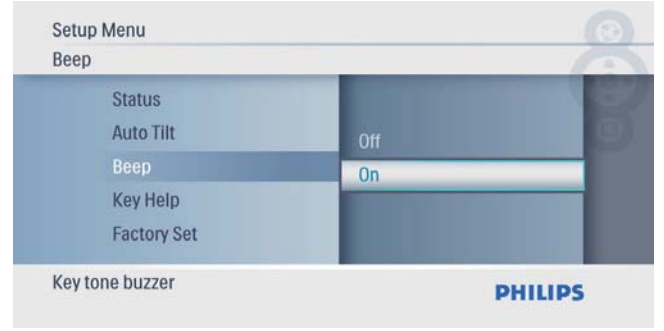 Setup Menu
Beep
Status
Auto Tilt
Beep
Key Help
Factory Set
Off
On
Key tone buzzer
PHILIPS